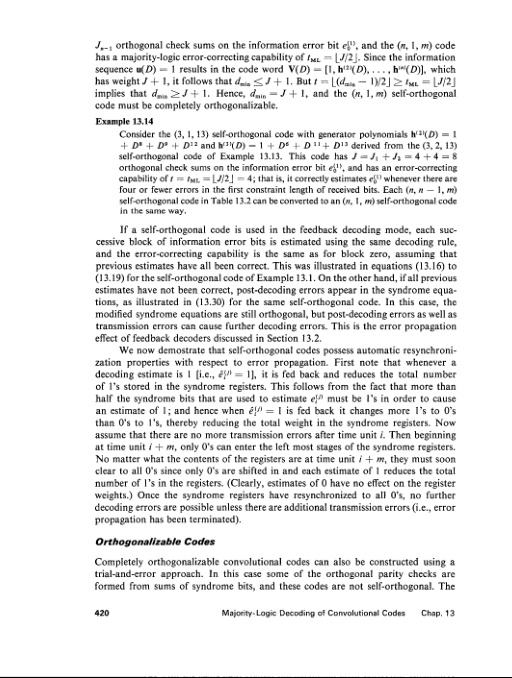 J_{n-1} orthogonal check sums on the information error bit e_0^{(1)}, and the (n, 1, m) code
has a majority-logic error-correcting capability of t_{ML} = ⌊J/2⌋. Since the information
sequence u(D) = 1 results in the code word V(D) = [1, h^{(2)}(D), . . . , h^{(n)}(D)], which
has weight J + 1, it follows that d_{min} ≤ J + 1. But t = ⌊(d_{min} − 1)/2⌋ ≥ t_{ML} = ⌊J/2⌋
implies that d_{min} ≥ J + 1. Hence, d_{min} = J + 1, and the (n, 1, m) self-orthogonal
code must be completely orthogonalizable.
Example 13.14
Consider the (3, 1, 13) self-orthogonal code with generator polynomials h^{(2)}(D) = 1
+ D^8 + D^9 + D^{12} and h^{(3)}(D) = 1 + D^6 + D^{11} + D^{13} derived from the (3, 2, 13)
self-orthogonal code of Example 13.13. This code has J = J_1 + J_2 = 4 + 4 = 8
orthogonal check sums on the information error bit e_0^{(1)}, and has an error-correcting
capability of t = t_{ML} = ⌊J/2⌋ = 4; that is, it correctly estimates e_0^{(1)} whenever there are
four or fewer errors in the first constraint length of received bits. Each (n, n − 1, m)
self-orthogonal code in Table 13.2 can be converted to an (n, 1, m) self-orthogonal code
in the same way.
If a self-orthogonal code is used in the feedback decoding mode, each suc-
cessive block of information error bits is estimated using the same decoding rule,
and the error-correcting capability is the same as for block zero, assuming that
previous estimates have all been correct. This was illustrated in equations (13.16) to
(13.19) for the self-orthogonal code of Example 13.1. On the other hand, if all previous
estimates have not been correct, post-decoding errors appear in the syndrome equa-
tions, as illustrated in (13.30) for the same self-orthogonal code. In this case, the
modified syndrome equations are still orthogonal, but post-decoding errors as well as
transmission errors can cause further decoding errors. This is the error propagation
effect of feedback decoders discussed in Section 13.2.
We now demostrate that self-orthogonal codes possess automatic resynchroni-
zation properties with respect to error propagation. First note that whenever a
decoding estimate is 1 [i.e., ê_i^{(j)} = 1], it is fed back and reduces the total number
of 1's stored in the syndrome registers. This follows from the fact that more than
half the syndrome bits that are used to estimate e_i^{(j)} must be 1's in order to cause
an estimate of 1; and hence when ê_i^{(j)} = 1 is fed back it changes more 1's to 0's
than 0's to 1's, thereby reducing the total weight in the syndrome registers. Now
assume that there are no more transmission errors after time unit i. Then beginning
at time unit i + m, only 0's can enter the left most stages of the syndrome registers.
No matter what the contents of the registers are at time unit i + m, they must soon
clear to all 0's since only 0's are shifted in and each estimate of 1 reduces the total
number of 1's in the registers. (Clearly, estimates of 0 have no effect on the register
weights.) Once the syndrome registers have resynchronized to all 0's, no further
decoding errors are possible unless there are additional transmission errors (i.e., error
propagation has been terminated).
Orthogonalizable Codes
Completely orthogonalizable convolutional codes can also be constructed using a
trial-and-error approach. In this case some of the orthogonal parity checks are
formed from sums of syndrome bits, and these codes are not self-orthogonal. The
420 Majority-Logic Decoding of Convolutional Codes Chap. 13